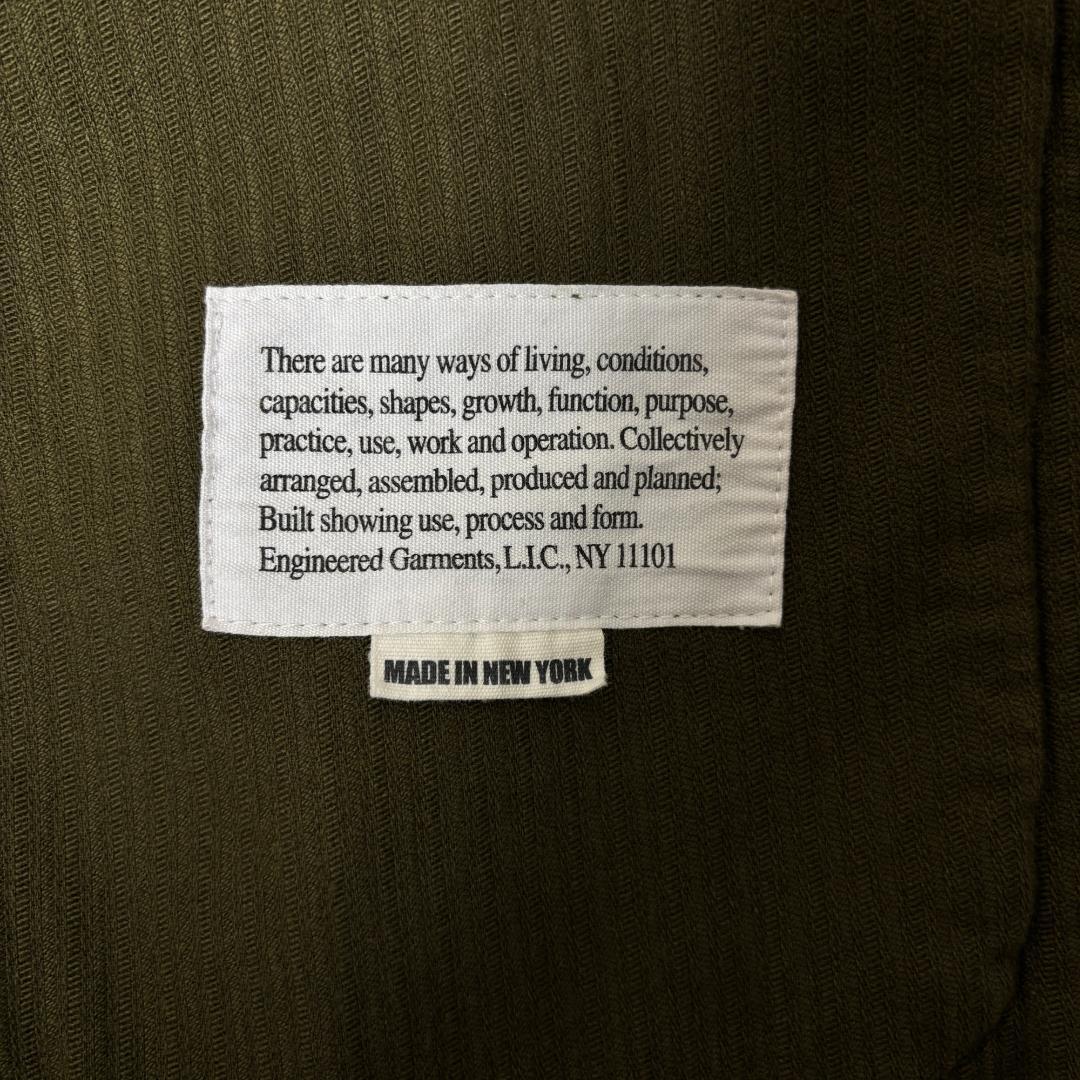 There are many ways of living, conditions,
capacities, shapes, growth, function, purpose,
practice, use, work and operation. Collectively
arranged, assembled, produced and planned;
Built showing use, process and form.
Engineered Garments, L.I.C., NY 11101
MADE IN NEW YORK